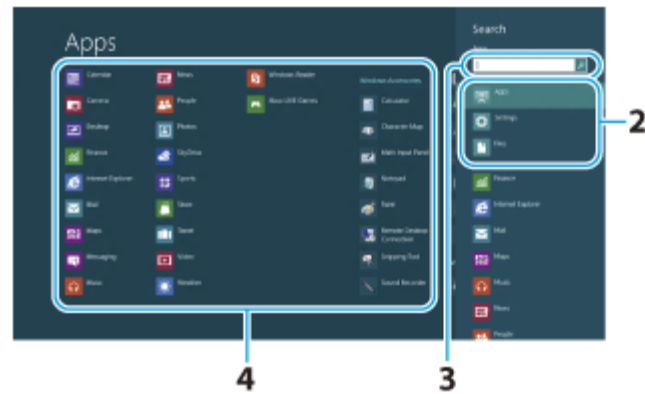 Search
Apps
Apps
Calendar
News
Windows Reader
Windows Accessories
Camera
People
Xbox LIVE Games
Calculator
Desktop
Photos
Character Map
Finance
SkyDrive
Math Input Panel
Internet Explorer
Sports
Notepad
Mail
Store
Paint
Maps
Travel
Remote Desktop
Connection
Messaging
Video
Snipping Tool
Music
Weather
Sound Recorder
Apps
Settings
Files
Finance
Internet Explorer
Mail
Maps
Music
News
People
2
4
3